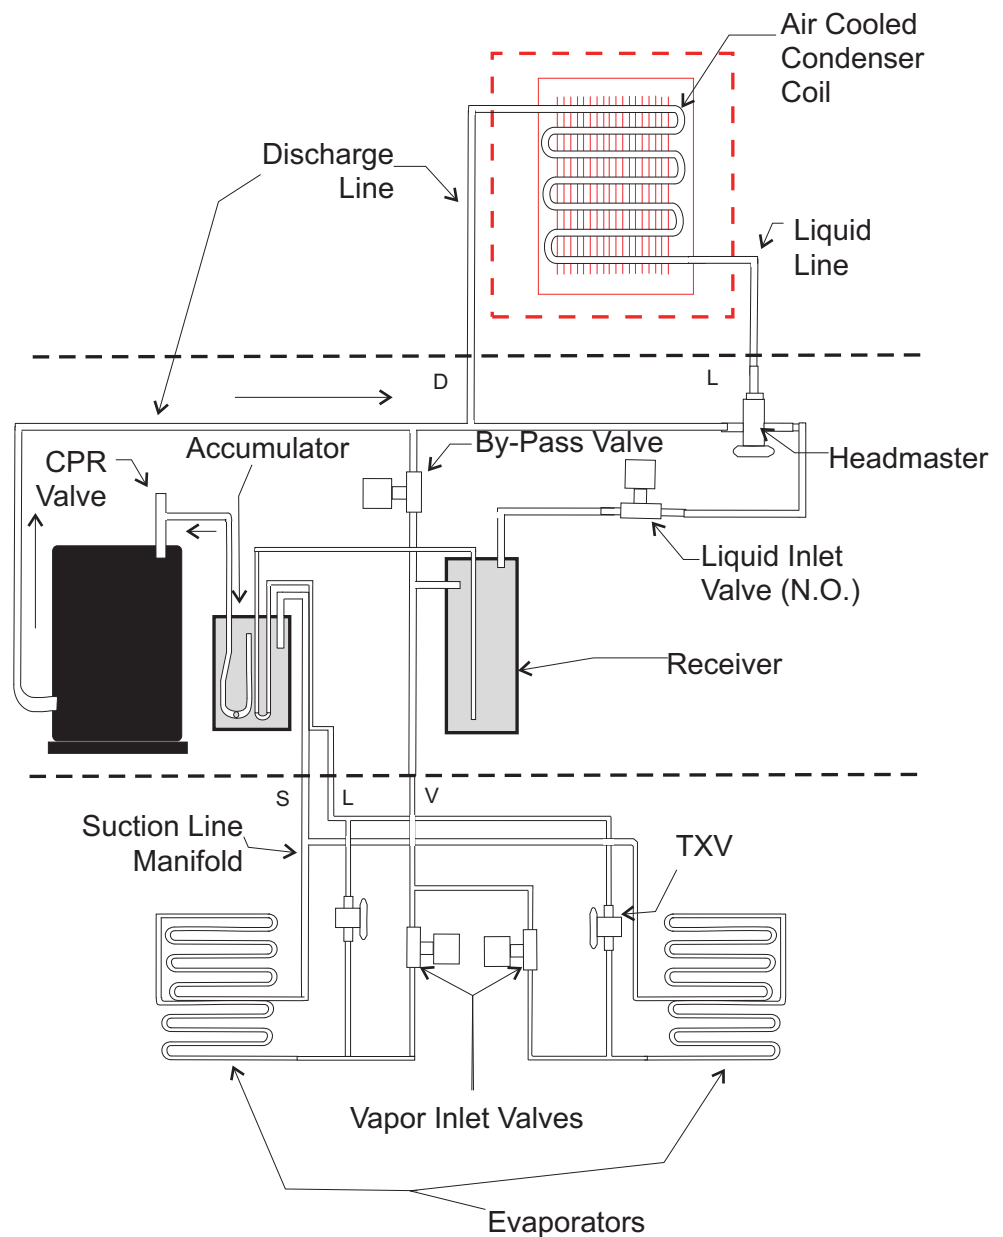 Air Cooled
Condenser
Coil
Discharge
Line
Liquid
Line
D
L
By-Pass Valve
Accumulator
CPR
Valve
Headmaster
Liquid Inlet
Valve (N.O.)
Receiver
S
L
V
Suction Line
Manifold
TXV
Vapor Inlet Valves
Evaporators